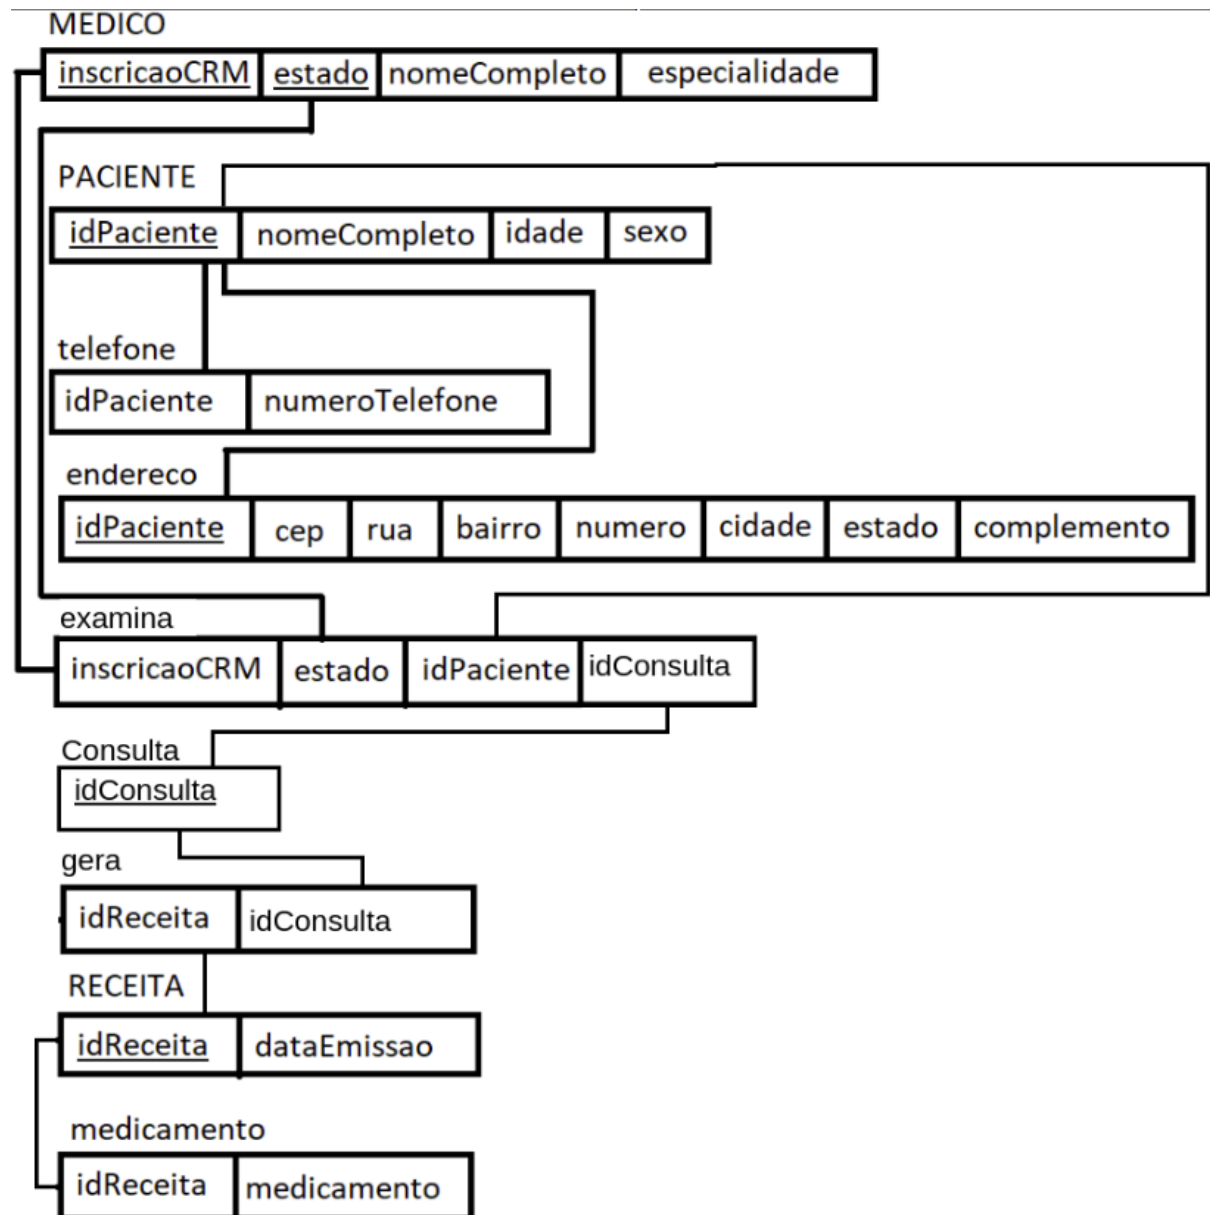 MEDICO
inscricaoCRM estado nomeCompleto especialidade
PACIENTE
idPaciente nomeCompleto idade sexo
telefone
idPaciente numeroTelefone
endereco
idPaciente cep rua bairro numero cidade estado complemento
examina
inscricaoCRM estado idPaciente idConsulta
Consulta
idConsulta
gera
idReceita idConsulta
RECEITA
idReceita dataEmissao
medicamento
idReceita medicamento